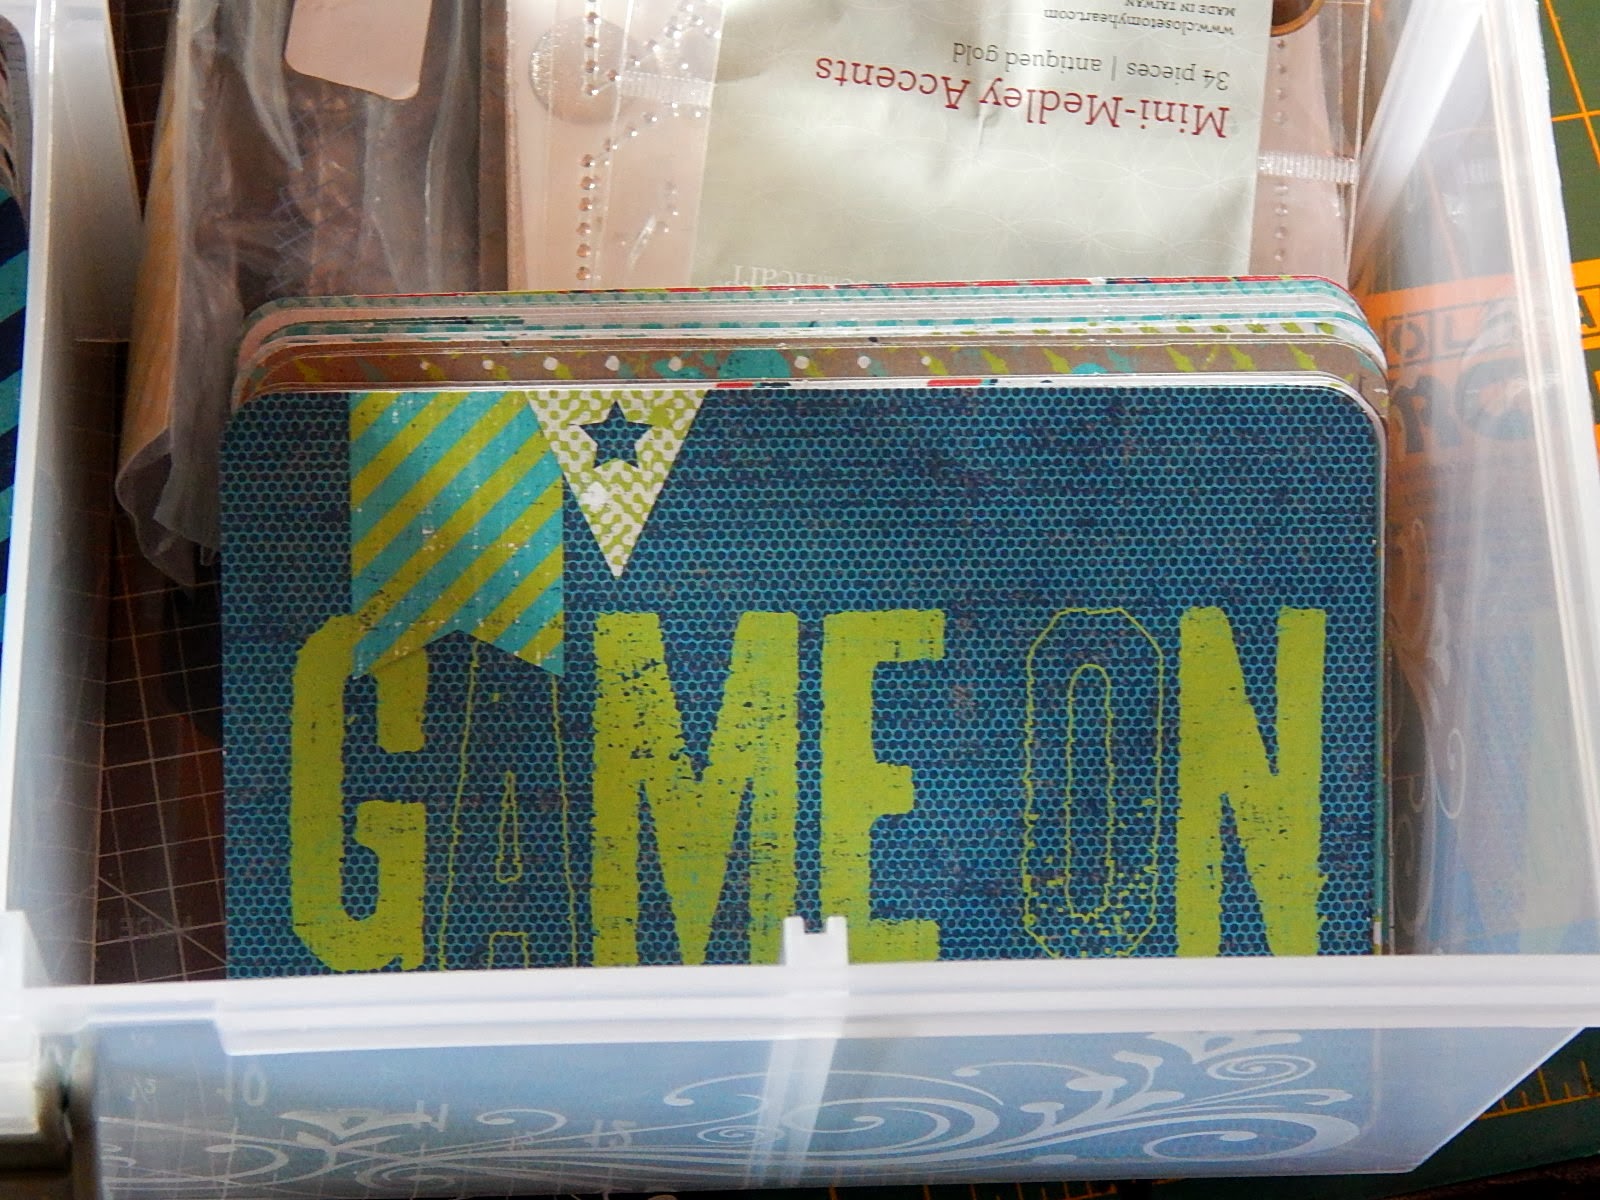 Mini-Medley Accents
34 pieces | antiqued gold
www.closetomyheart.com
MADE IN TAIWAN
GAME ON